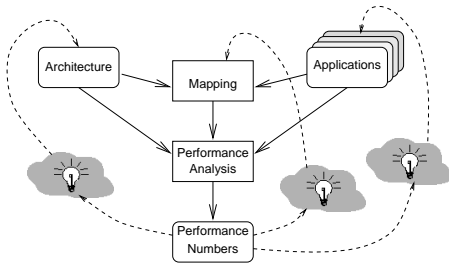 Architecture
Mapping
Applications
Performance
Analysis
Performance
Numbers